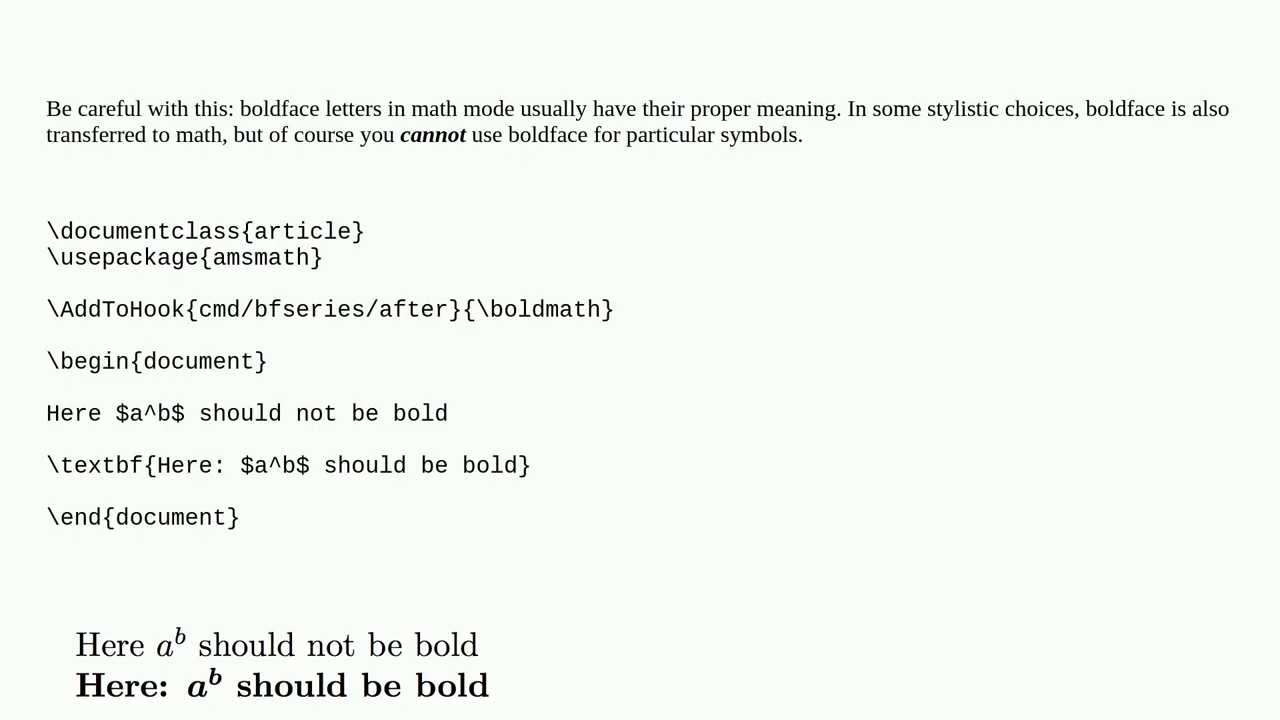 Be careful with this: boldface letters in math mode usually have their proper meaning. In some stylistic choices, boldface is also
transferred to math, but of course you cannot use boldface for particular symbols.
\documentclass{article}
\usepackage{amsmath}
\AddToHook{cmd/bfseries/after}{\boldmath}
\begin{document}
Here $a^b$ should not be bold
\textbf{Here: $a^b$ should be bold}
\end{document}
Here a^b should not be bold
Here: a^b should be bold